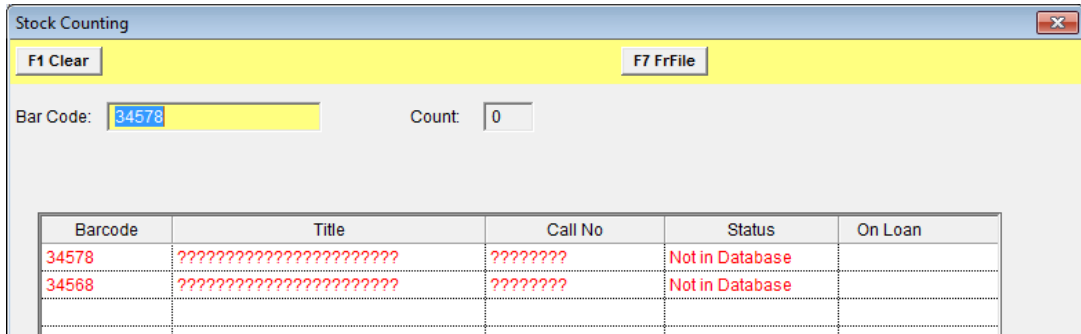 Stock Counting
F1 Clear F7 FrFile
Bar Code: 34578 Count: 0
Barcode Title Call No Status On Loan
34578 ??????????????????????? ???????? Not in Database
34568 ??????????????????????? ???????? Not in Database